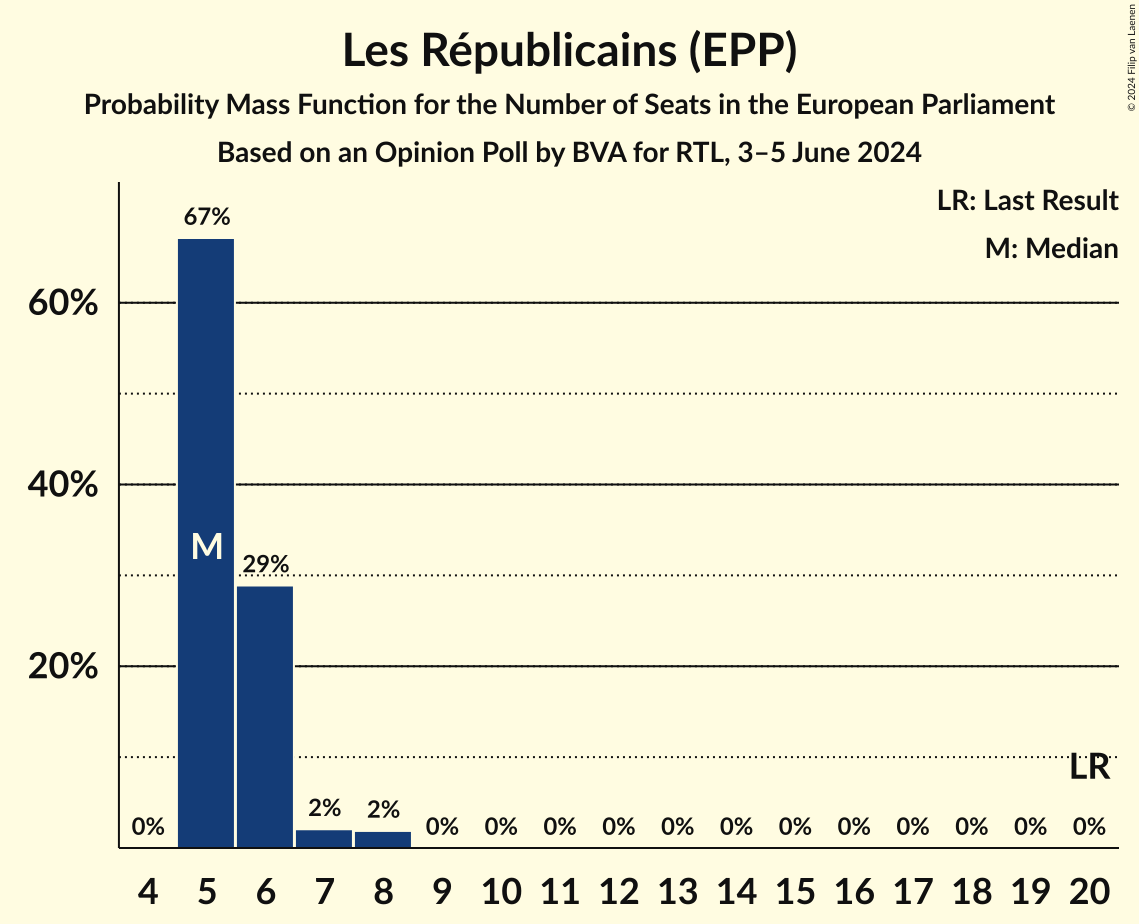 Les Républicains (EPP)
Probability Mass Function for the Number of Seats in the European Parliament
Based on an Opinion Poll by BVA for RTL, 3–5 June 2024
© 2024 Filip van Laenen
LR: Last Result
M: Median
67%
60%
40%
M
29%
20%
LR
0% 2% 2% 0% 0% 0% 0% 0% 0% 0% 0% 0% 0% 0% 0%
4 5 6 7 8 9 10 11 12 13 14 15 16 17 18 19 20